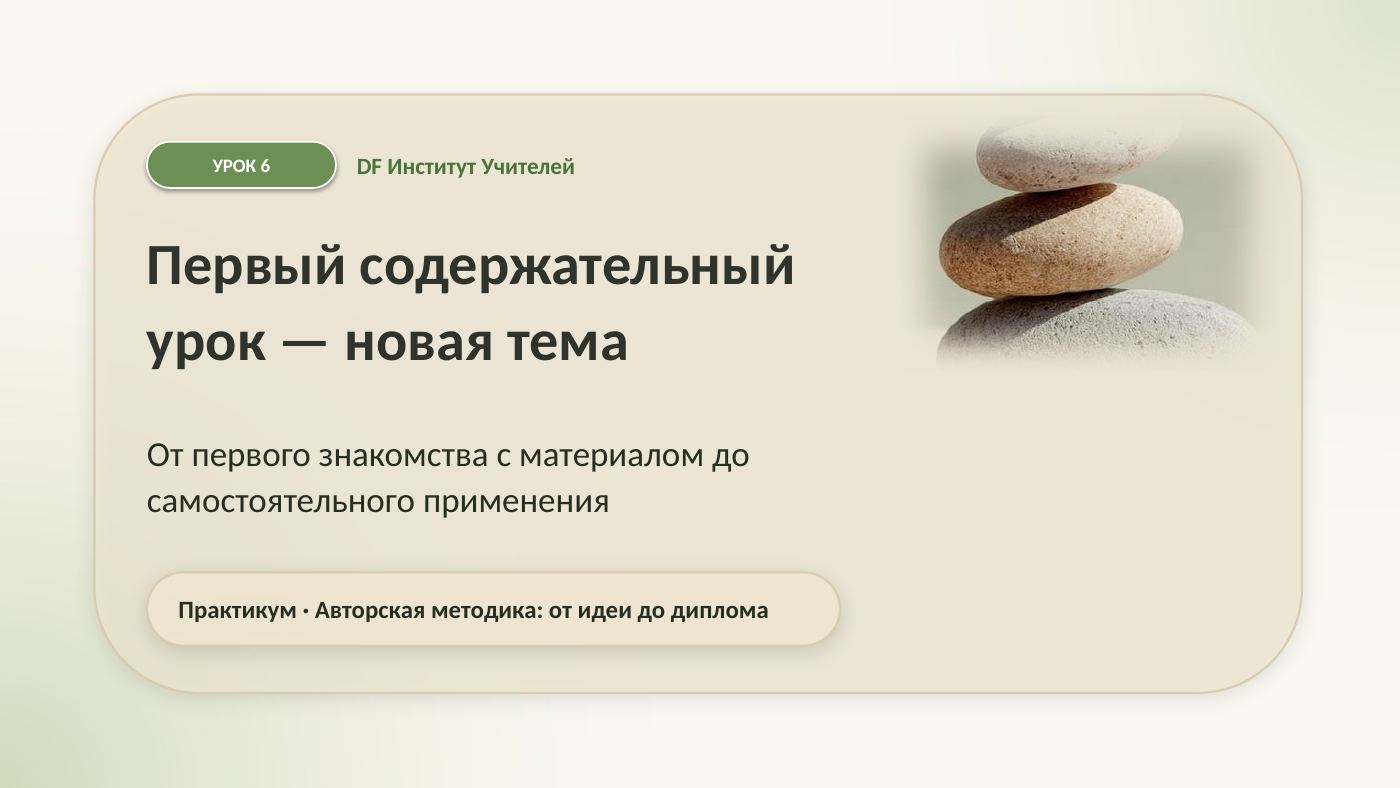 УРОК 6
DF Институт Учителей
Первый содержательный
урок — новая тема
От первого знакомства с материалом до
самостоятельного применения
Практикум · Авторская методика: от идеи до диплома